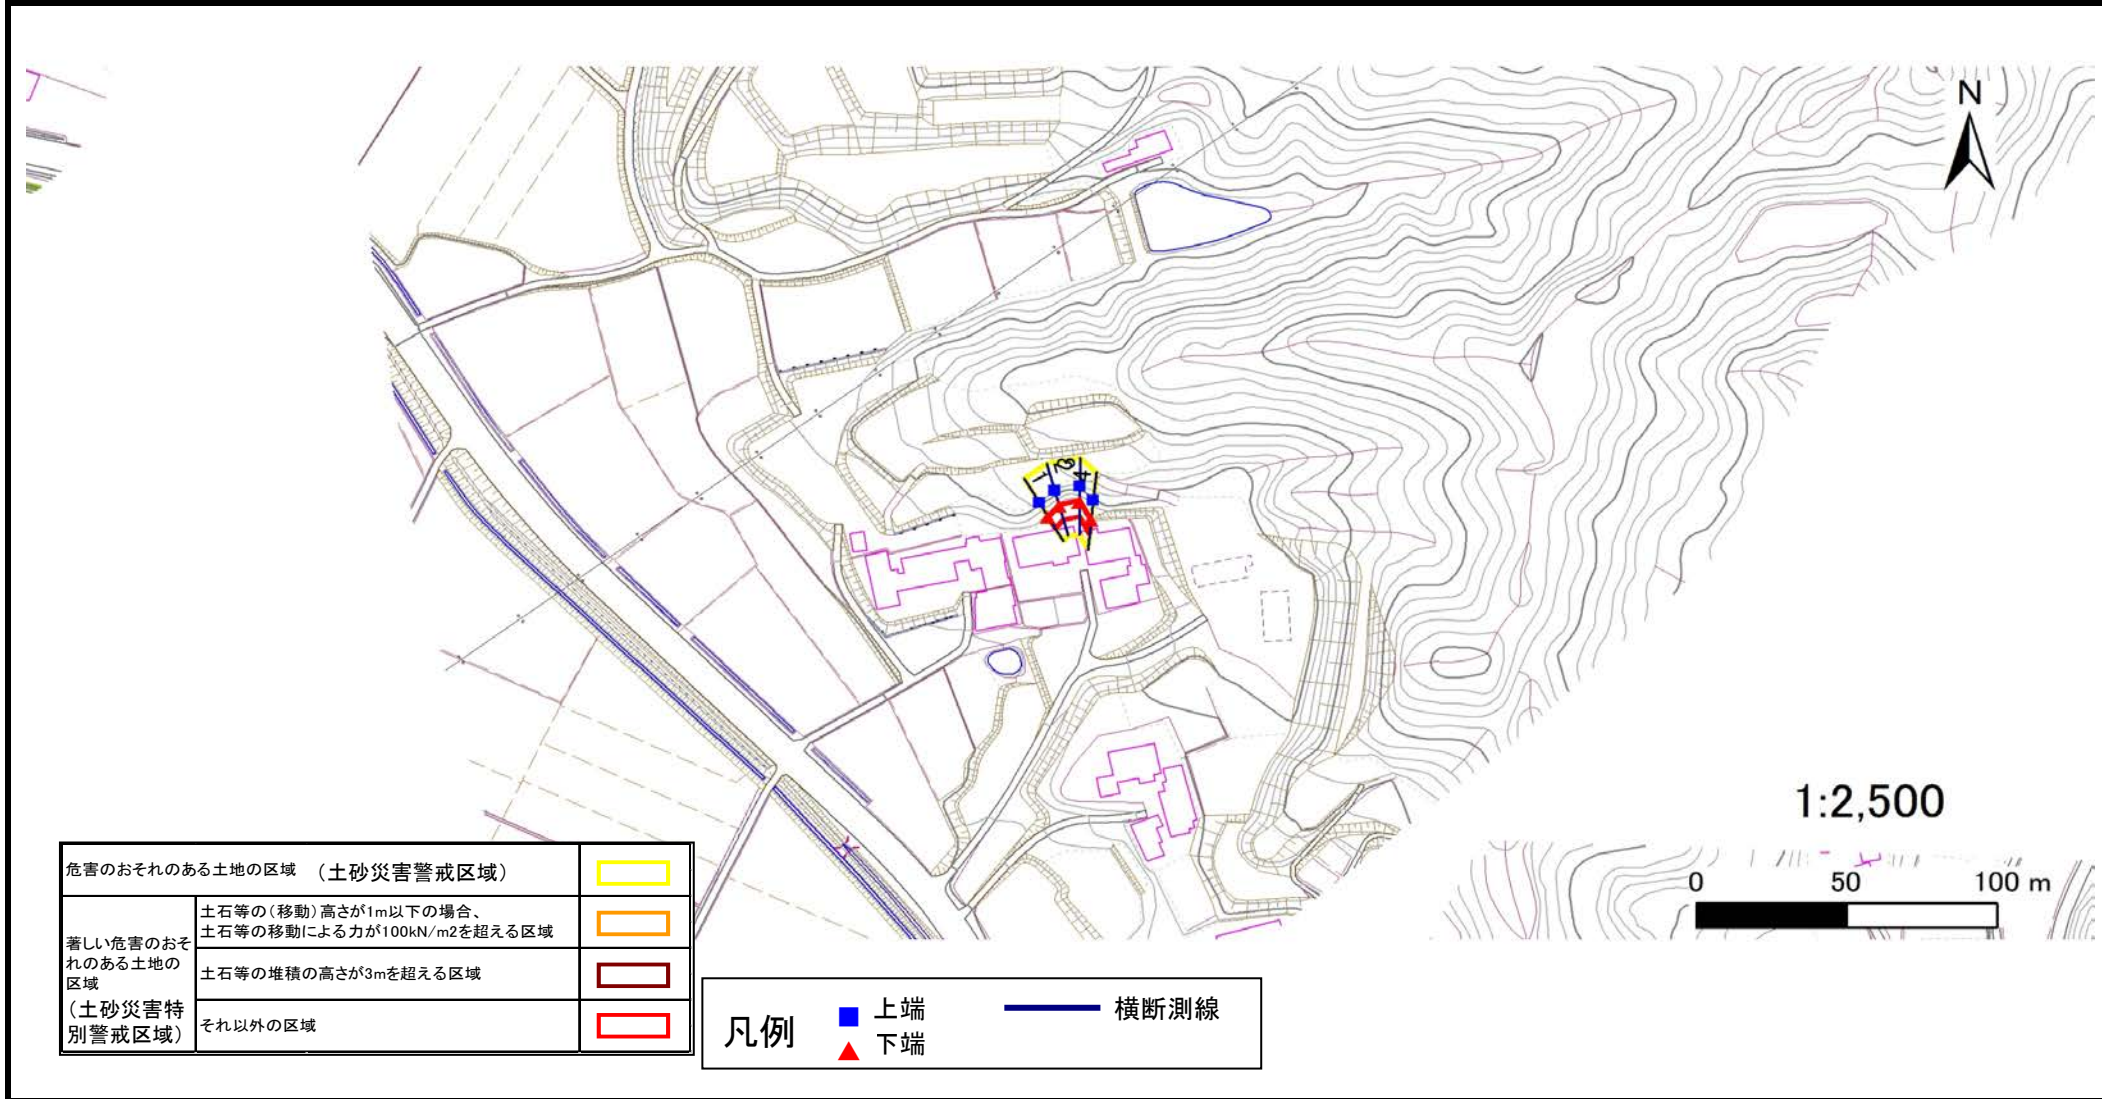 N
1
2
3
4
1:2,500
0 50 100 m
危害のおそれのある土地の区域 （土砂災害警戒区域）
著しい危害のおそ
れのある土地の
区域
（土砂災害特
別警戒区域）
土石等の（移動）高さが1m以下の場合、
土石等の移動による力が100kN/m2を超える区域
土石等の堆積の高さが3mを超える区域
それ以外の区域
凡例
上端
下端
横断測線